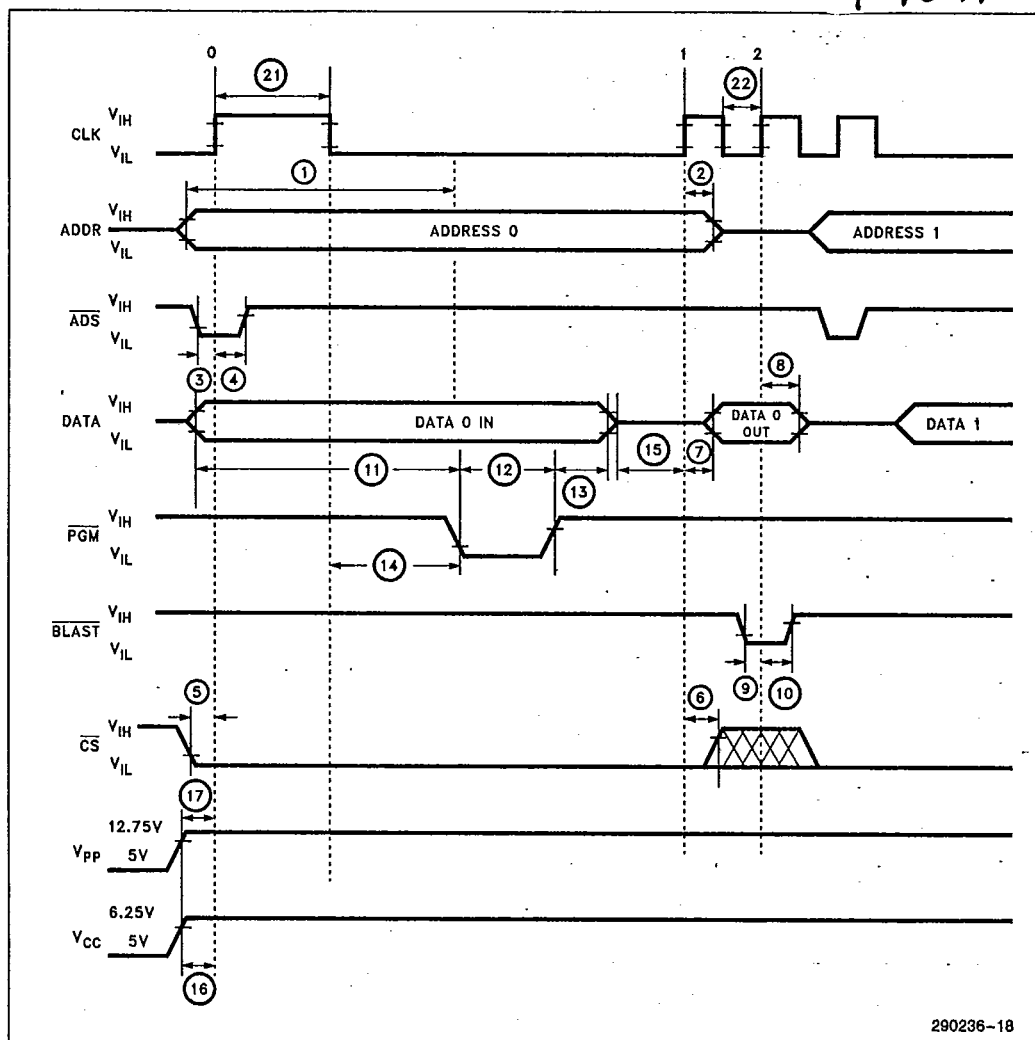 0
21
1
2
22
CLK
VIH
VIL
1
2
ADDR
VIH
VIL
ADDRESS 0
ADDRESS 1
ADS
VIH
VIL
3
4
8
DATA
VIH
VIL
DATA 0 IN
DATA 0
OUT
DATA 1
11
12
13
15
7
PGM
VIH
VIL
14
BLAST
VIH
VIL
9
10
5
6
CS
VIH
VIL
17
12.75V
VPP
5V
6.25V
VCC
5V
16
290236-18